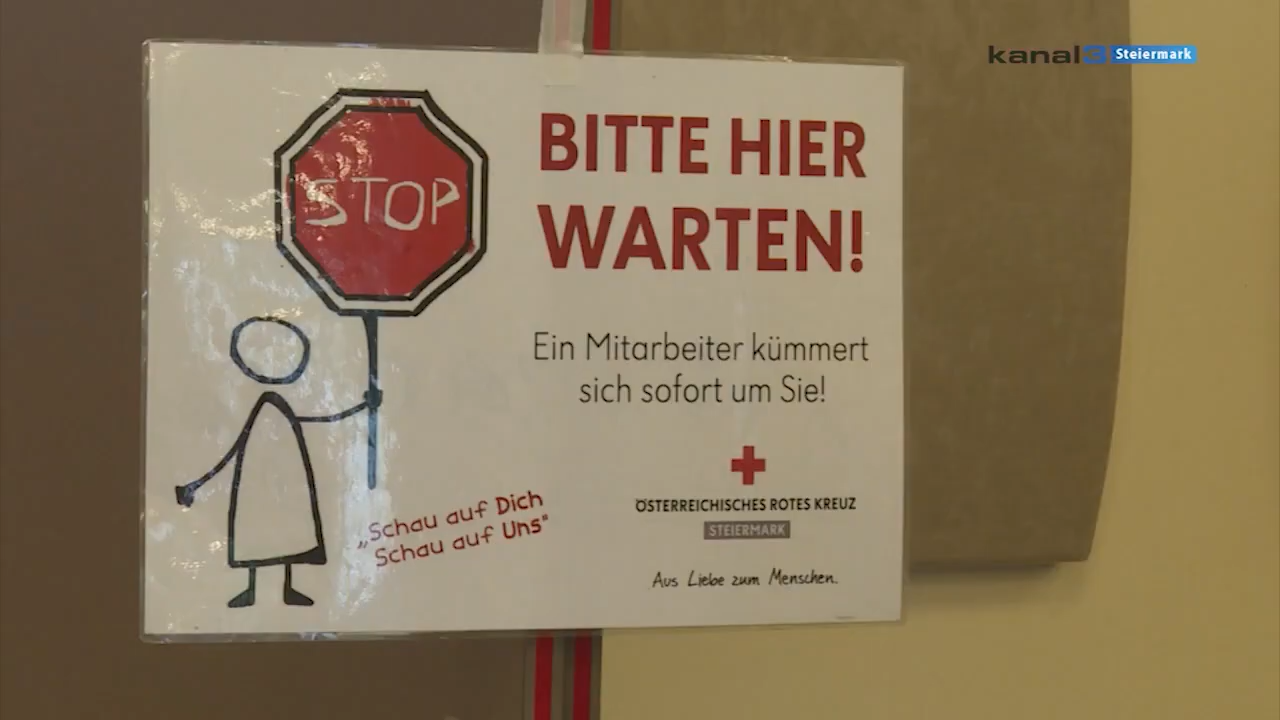 kanal3 Steiermark
STOP
BITTE HIER
WARTEN!
Ein Mitarbeiter kümmert
sich sofort um Sie!
ÖSTERREICHISCHES ROTES KREUZ
STEIERMARK
Aus Liebe zum Menschen.
„Schau auf Dich
Schau auf Uns"